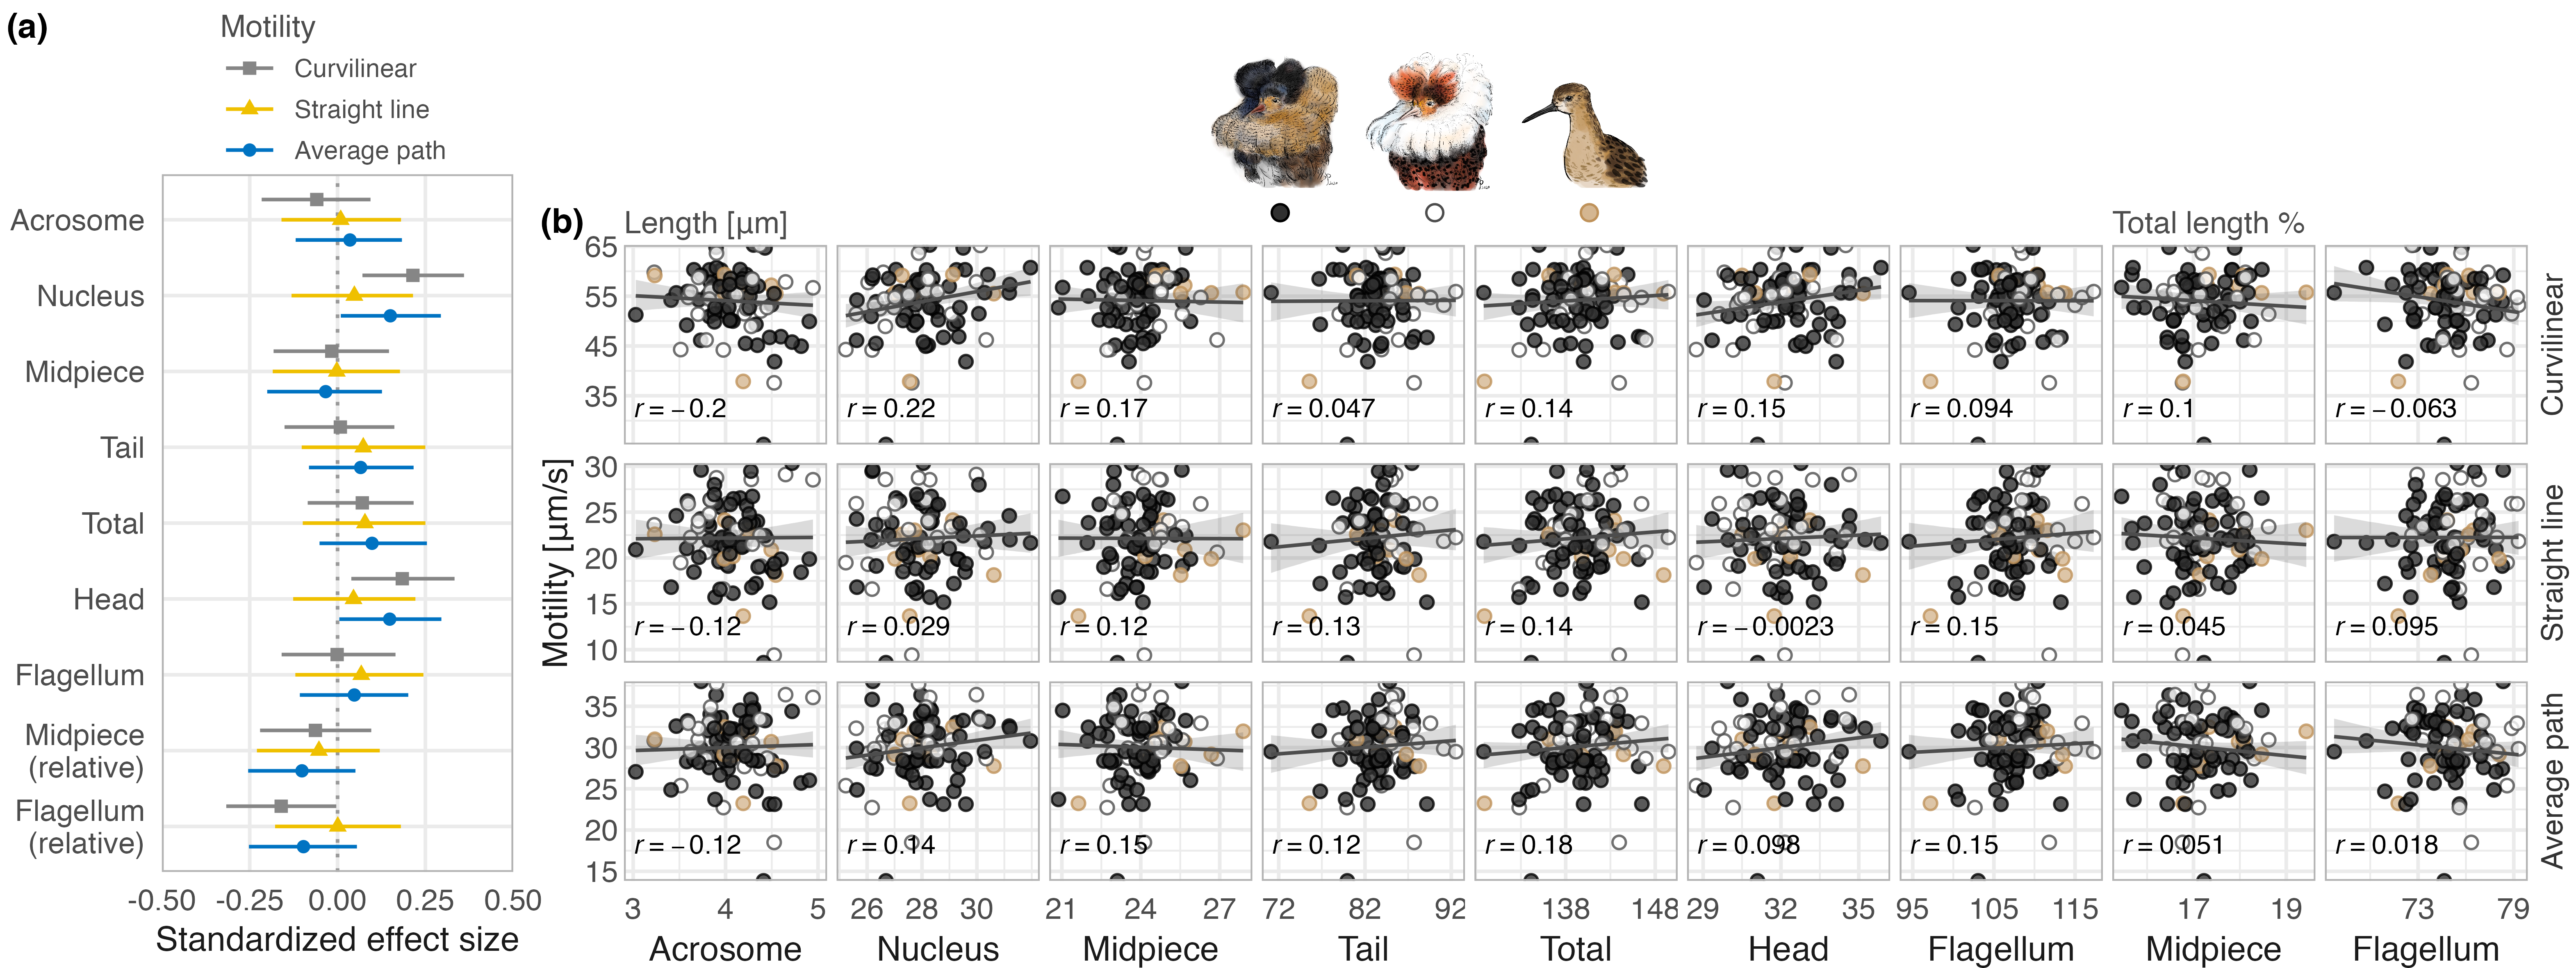 (a)
Motility
Curvilinear
Straight line
Average path
Acrosome
Nucleus
Midpiece
Tail
Total
Head
Flagellum
Midpiece
(relative)
Flagellum
(relative)
-0.50 -0.25 0.00 0.25 0.50
Standardized effect size
(b)
Length [µm]
Total length %
Motility [µm/s]
65
55
45
35
r = −0.2
r = 0.22
r = 0.17
r = 0.047
r = 0.14
r = 0.15
r = 0.094
r = 0.1
r = −0.063
Curvilinear
30
25
20
15
10
r = −0.12
r = 0.029
r = 0.12
r = 0.13
r = 0.14
r = −0.0023
r = 0.15
r = 0.045
r = 0.095
Straight line
35
30
25
20
15
r = −0.12
r = 0.14
r = 0.15
r = 0.12
r = 0.18
r = 0.098
r = 0.15
r = 0.051
r = 0.018
Average path
3 4 5
26 28 30
21 24 27
72 82 92
138 148
29 32 35
95 105 115
17 19
73 79
Acrosome
Nucleus
Midpiece
Tail
Total
Head
Flagellum
Midpiece
Flagellum